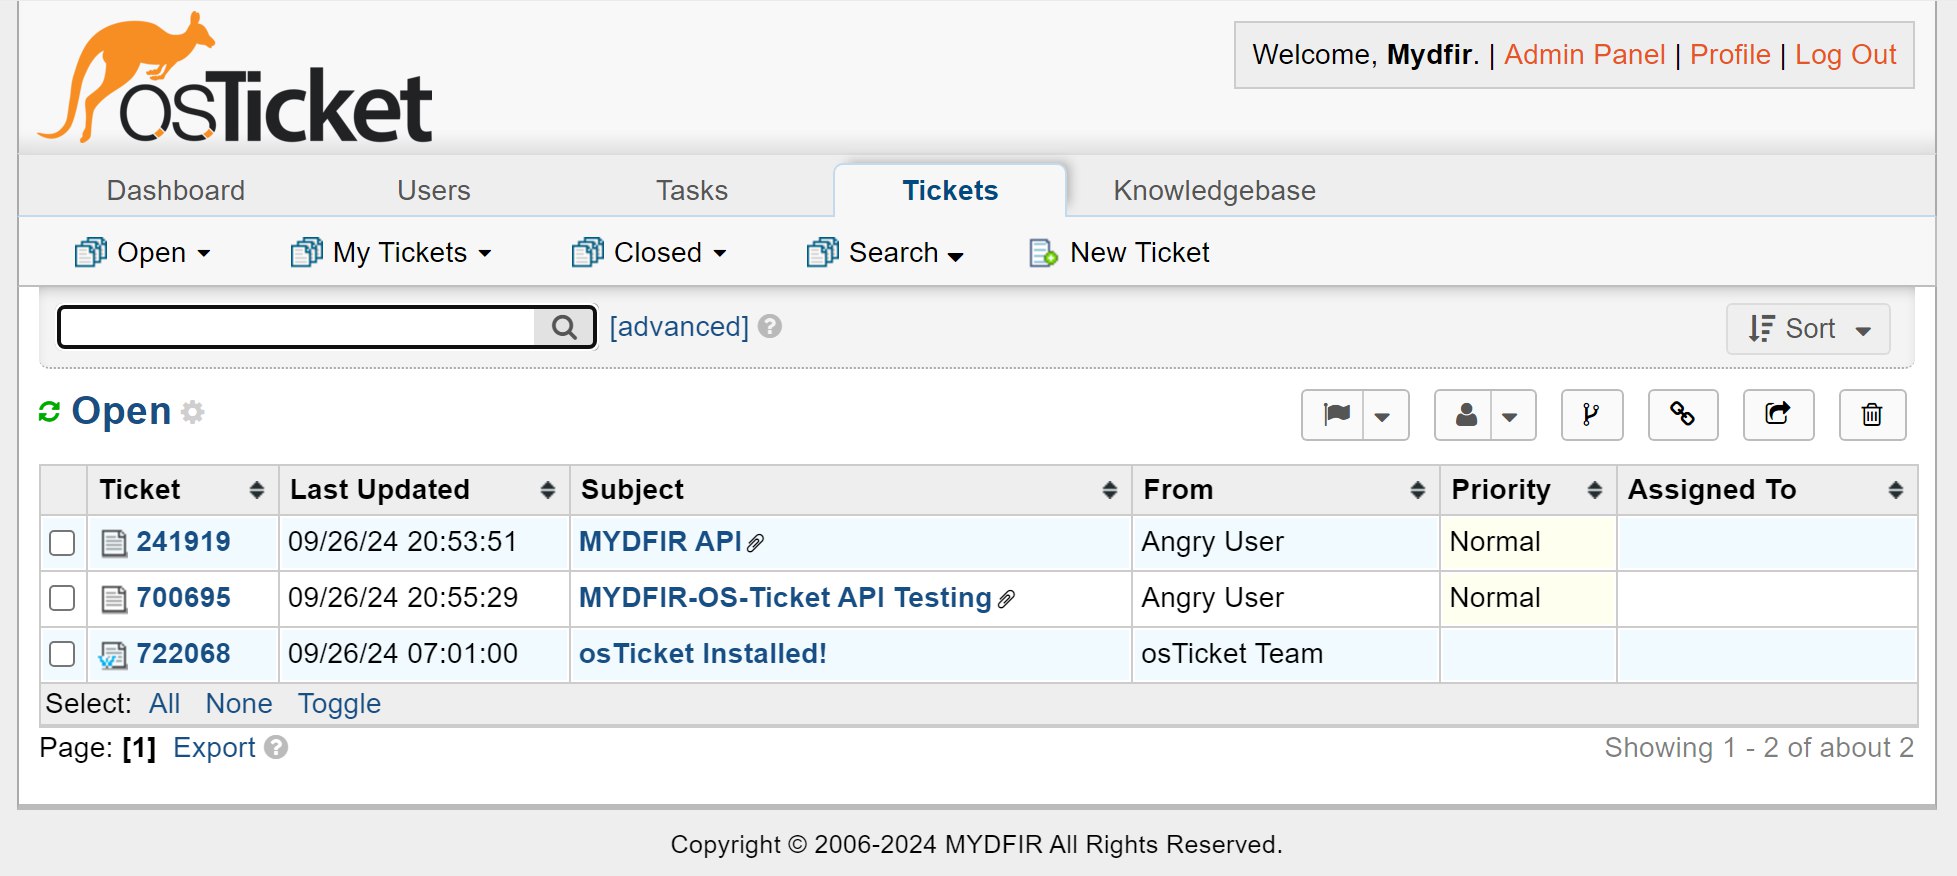 osTicket
Welcome, Mydfir. | Admin Panel | Profile | Log Out
Dashboard Users Tasks Tickets Knowledgebase
Open My Tickets Closed Search New Ticket
[advanced] ? Sort
Open
Ticket Last Updated Subject From Priority Assigned To
241919 09/26/24 20:53:51 MYDFIR API Angry User Normal
700695 09/26/24 20:55:29 MYDFIR-OS-Ticket API Testing Angry User Normal
722068 09/26/24 07:01:00 osTicket Installed! osTicket Team
Select: All None Toggle
Page: [1] Export ? Showing 1 - 2 of about 2
Copyright © 2006-2024 MYDFIR All Rights Reserved.